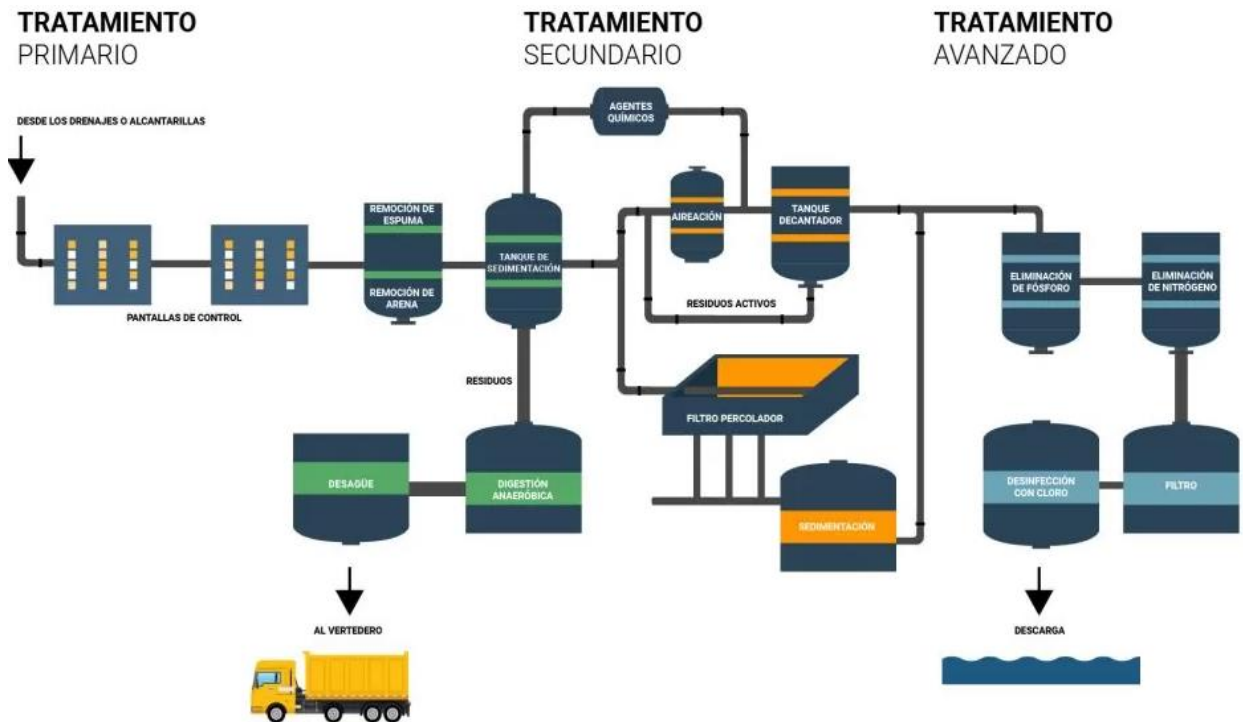 TRATAMIENTO
PRIMARIO
TRATAMIENTO
SECUNDARIO
TRATAMIENTO
AVANZADO
DESDE LOS DRENAJES O ALCANTARILLAS
PANTALLAS DE CONTROL
REMOCIÓN DE
ESPUMA
REMOCIÓN DE
ARENA
TANQUE DE
SEDIMENTACIÓN
AGENTES
QUÍMICOS
AIREACIÓN
TANQUE
DECANTADOR
RESIDUOS ACTIVOS
ELIMINACIÓN
DE FÓSFORO
ELIMINACIÓN
DE NITRÓGENO
RESIDUOS
FILTRO PERCOLADOR
DESAGÜE
DIGESTIÓN
ANAERÓBICA
SEDIMENTACIÓN
DESINFECCIÓN
CON CLORO
FILTRO
AL VERTEDERO
DESCARGA